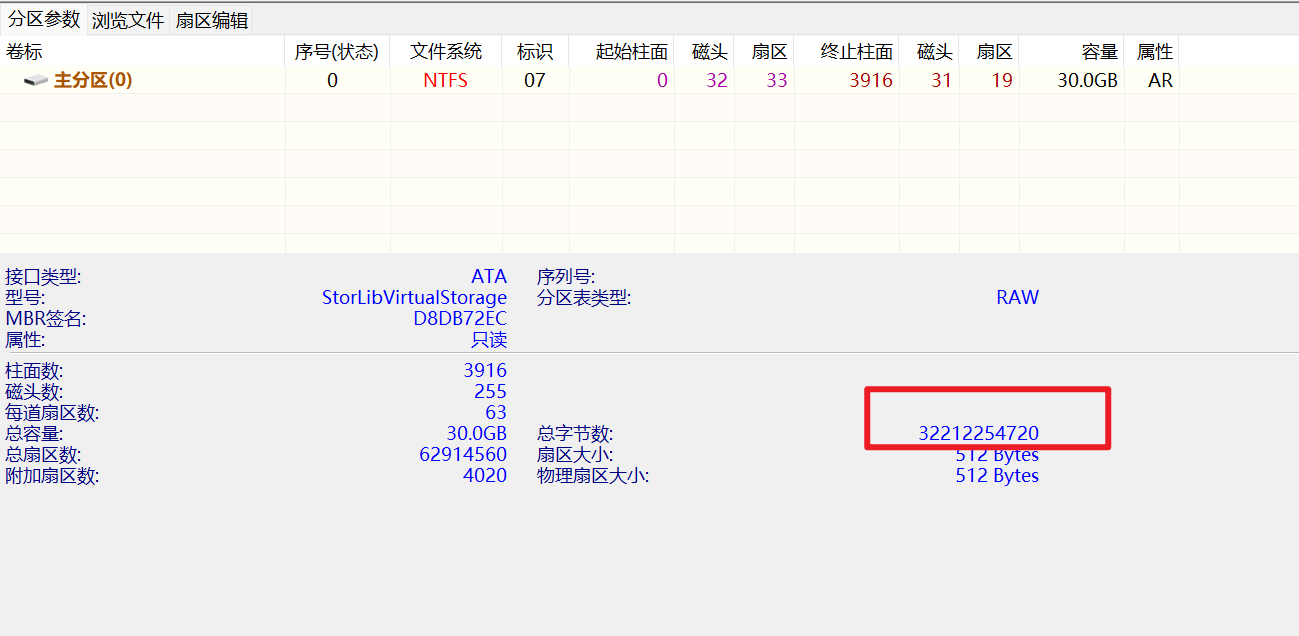 分区参数 浏览文件 扇区编辑
卷标 序号(状态) 文件系统 标识 起始柱面 磁头 扇区 终止柱面 磁头 扇区 容量 属性
主分区(0) 0 NTFS 07 0 32 33 3916 31 19 30.0GB AR
接口类型: ATA 序列号:
型号: StorLibVirtualStorage 分区表类型: RAW
MBR签名: D8DB72EC
属性: 只读
柱面数: 3916
磁头数: 255
每道扇区数: 63
总容量: 30.0GB 总字节数: 32212254720
总扇区数: 62914560 扇区大小: 512 Bytes
附加扇区数: 4020 物理扇区大小: 512 Bytes